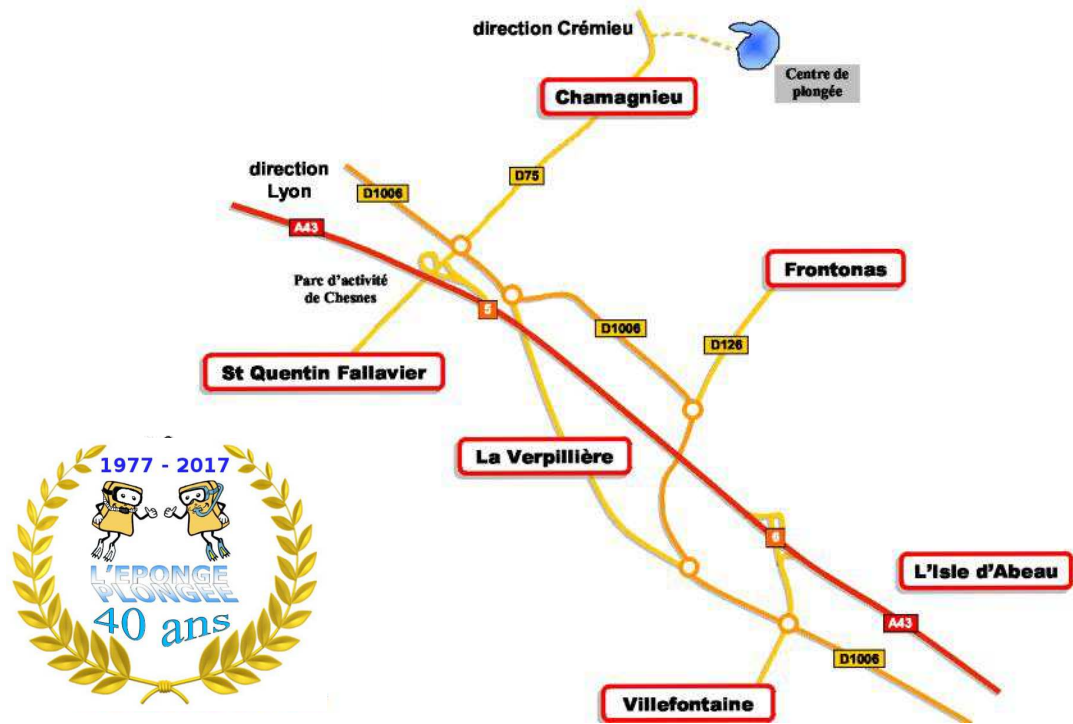 direction Crémieu
Centre de
plongée
Chamagnieu
direction
Lyon
D75
D1006
A43
Parc d'activité
de Chesnes
Frontonas
5
D1006
D126
St Quentin Fallavier
La Verpillière
6
L'Isle d'Abeau
A43
D1006
Villefontaine
1977 - 2017
L'EPONGE
PLONGEE
40 ans